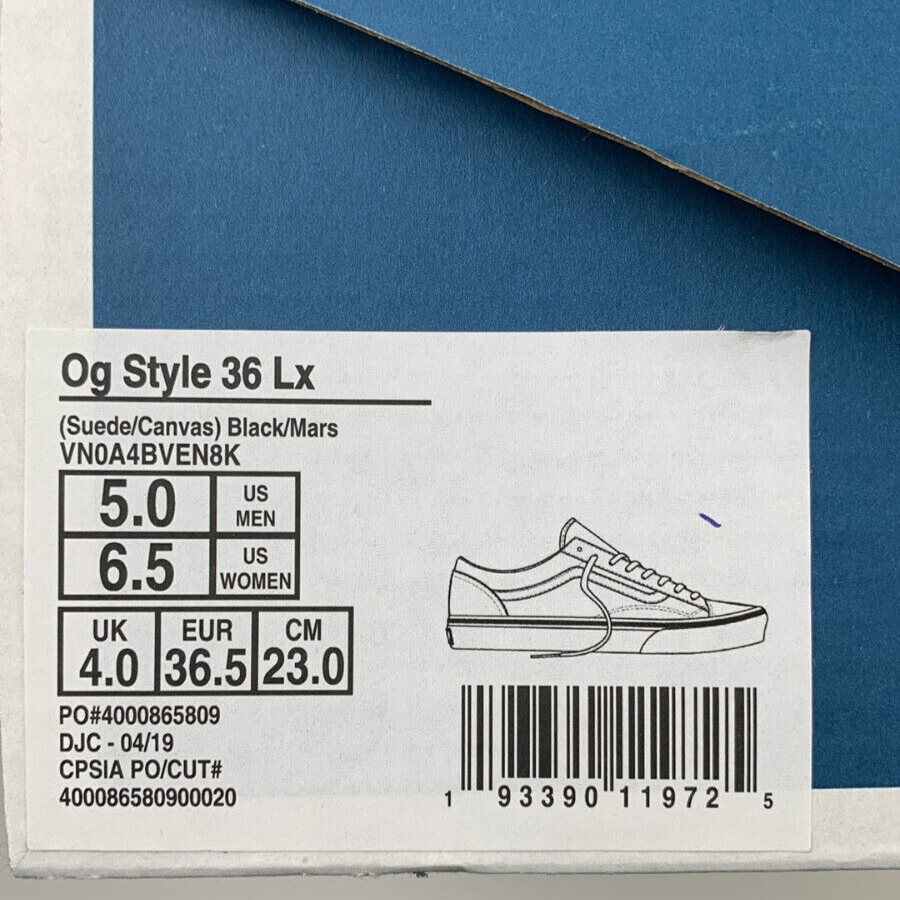 Og Style 36 Lx
(Suede/Canvas) Black/Mars
VN0A4BVEN8K
5.0 US MEN
6.5 US WOMEN
UK EUR CM
4.0 36.5 23.0
PO#4000865809
DJC - 04/19
CPSIA PO/CUT#
400086580900020
1 93390 11972 5